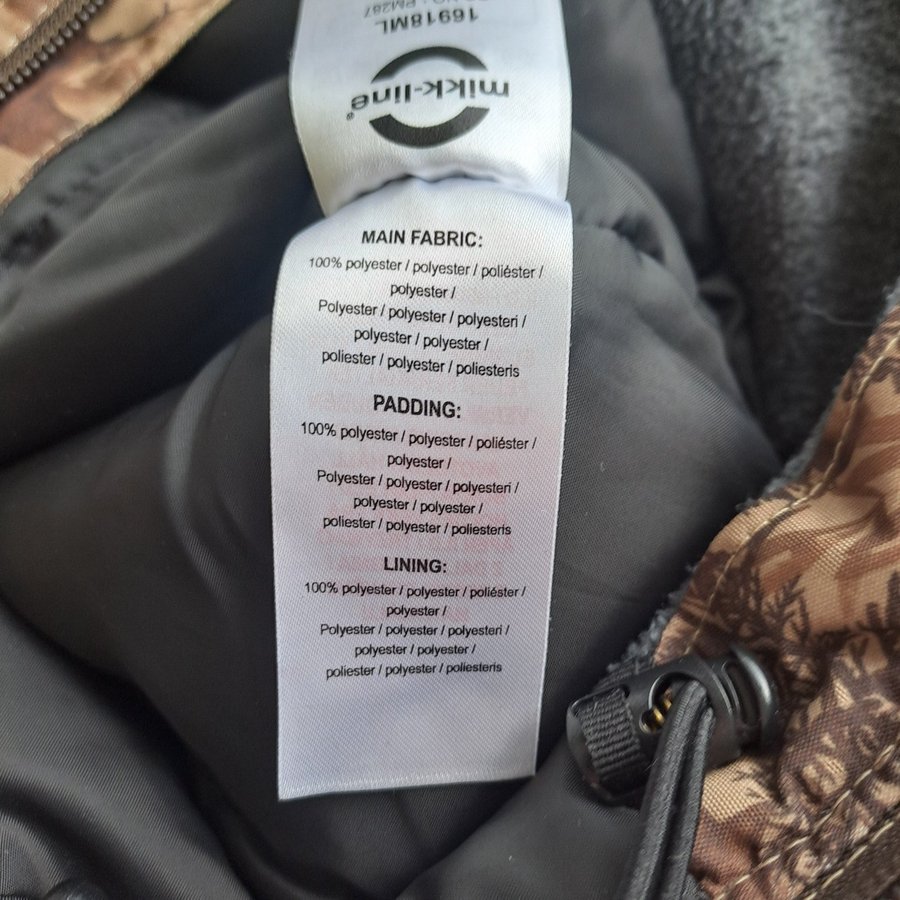 16918ML
mikk-line
MAIN FABRIC:
100% polyester / polyester / poliéster /
polyester /
Polyester / polyester / polyesteri /
polyester / polyester /
poliester / polyester / poliesteris
PADDING:
100% polyester / polyester / poliéster /
polyester /
Polyester / polyester / polyesteri /
polyester / polyester /
poliester / polyester / poliesteris
LINING:
100% polyester / polyester / poliéster /
polyester /
Polyester / polyester / polyesteri /
polyester / polyester /
poliester / polyester / poliesteris